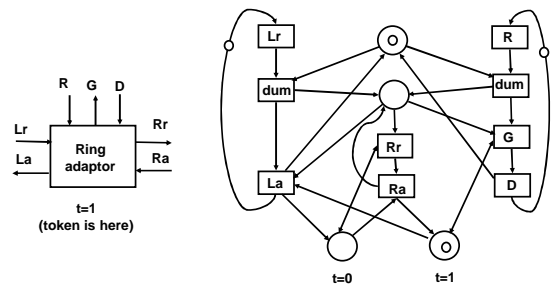 R G D
Lr Rr
La Ra
Ring
adaptor
t=1
(token is here)
Lr R
dum dum
Rr G
La Ra D
t=0 t=1